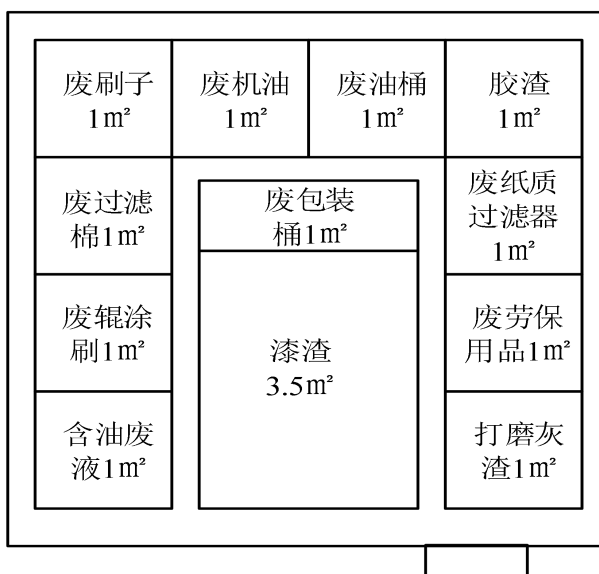 废刷子
1㎡
废机油
1㎡
废油桶
1㎡
胶渣
1㎡
废过滤
棉1㎡
废包装
桶1㎡
废纸质
过滤器
1㎡
废辊涂
刷1㎡
漆渣
3.5㎡
废劳保
用品1㎡
含油废
液1㎡
打磨灰
渣1㎡